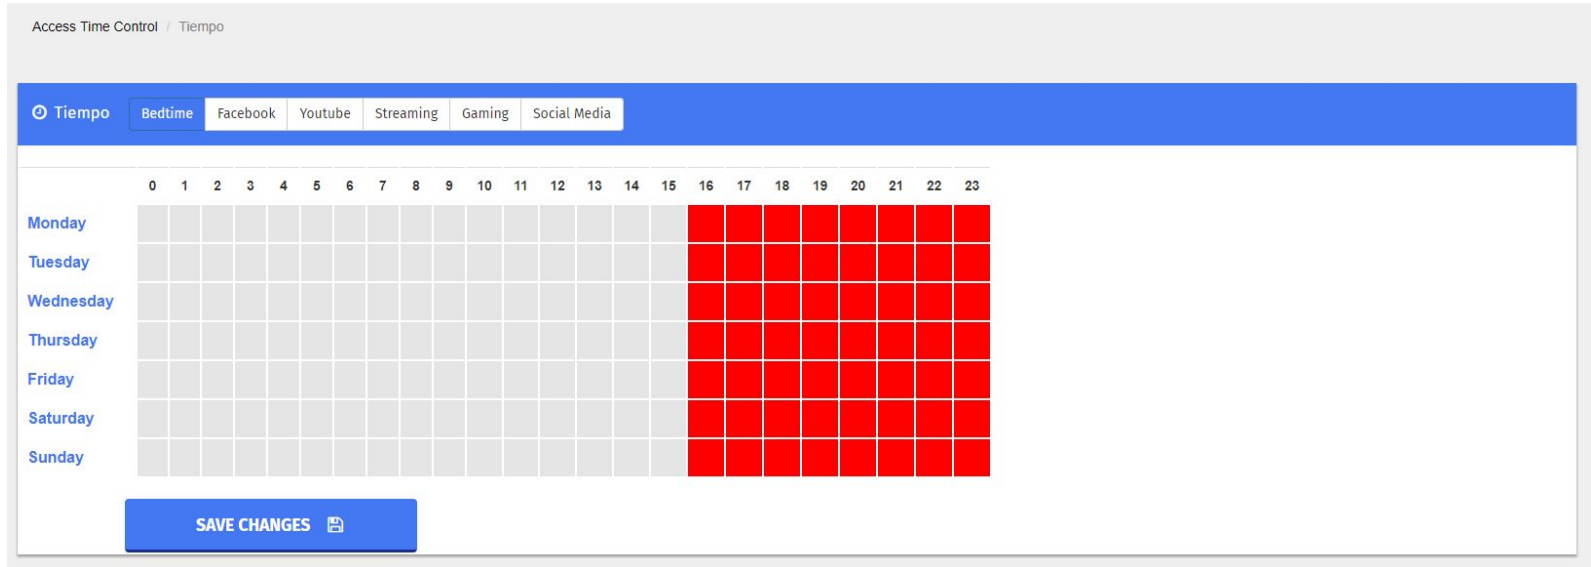 Access Time Control / Tiempo
Tiempo Bedtime Facebook Youtube Streaming Gaming Social Media
0 1 2 3 4 5 6 7 8 9 10 11 12 13 14 15 16 17 18 19 20 21 22 23
Monday
Tuesday
Wednesday
Thursday
Friday
Saturday
Sunday
SAVE CHANGES